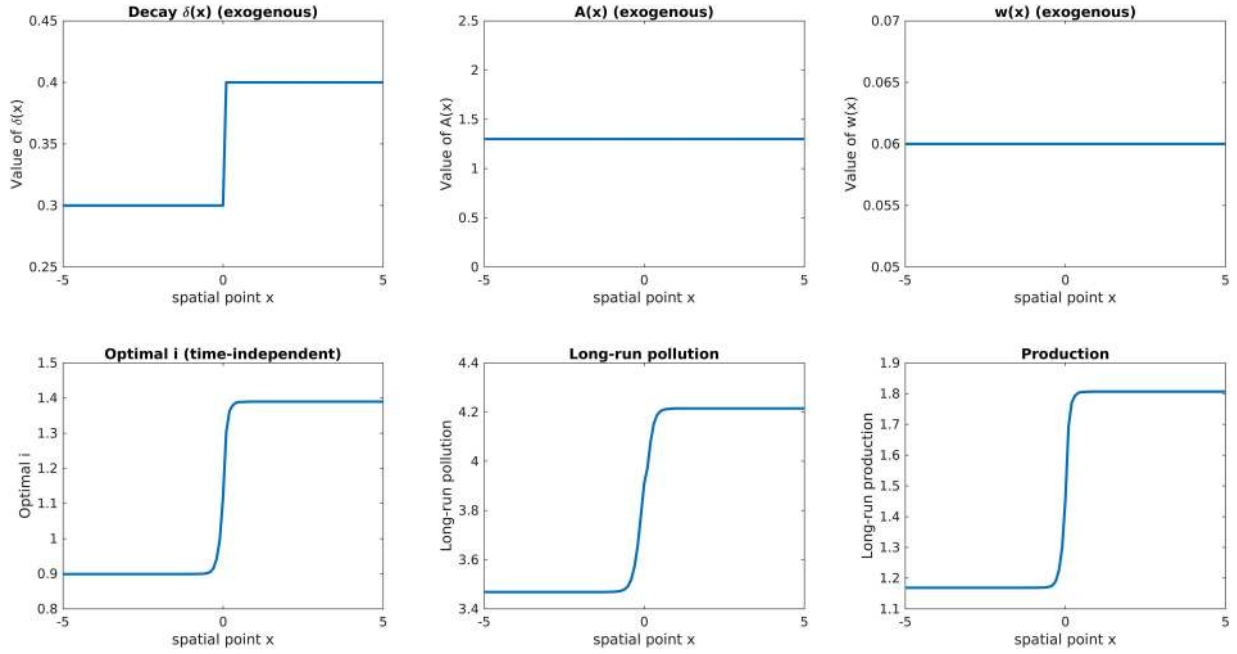 Decay δ(x) (exogenous)
0.45
0.4
0.35
0.3
0.25
Value of δ(x)
-5 0 5
spatial point x
A(x) (exogenous)
2.5
2
1.5
1
0.5
0
Value of A(x)
-5 0 5
spatial point x
w(x) (exogenous)
0.07
0.065
0.06
0.055
0.05
Value of w(x)
-5 0 5
spatial point x
Optimal i (time-independent)
1.5
1.4
1.3
1.2
1.1
1
0.9
0.8
Optimal i
-5 0 5
spatial point x
Long-run pollution
4.4
4.2
4
3.8
3.6
3.4
Long-run pollution
-5 0 5
spatial point x
Production
1.9
1.8
1.7
1.6
1.5
1.4
1.3
1.2
1.1
Long-run production
-5 0 5
spatial point x